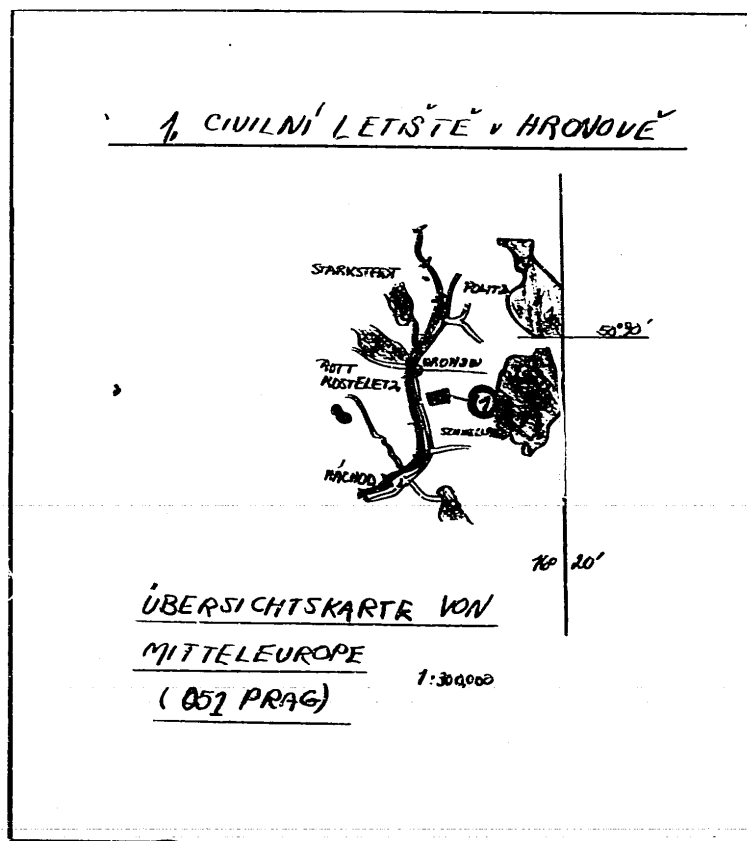 1. CIVILNÍ LETIŠTĚ V HRONOVĚ
STARKSTEDT
POLITZ
50°30'
HRONOW
ROTT
KOSTELETZ
1
NÁCHOD
16° 20'
ÜBERSICHTSKARTE VON
MITTELEUROPE
1:300,000
(051 PRAG)